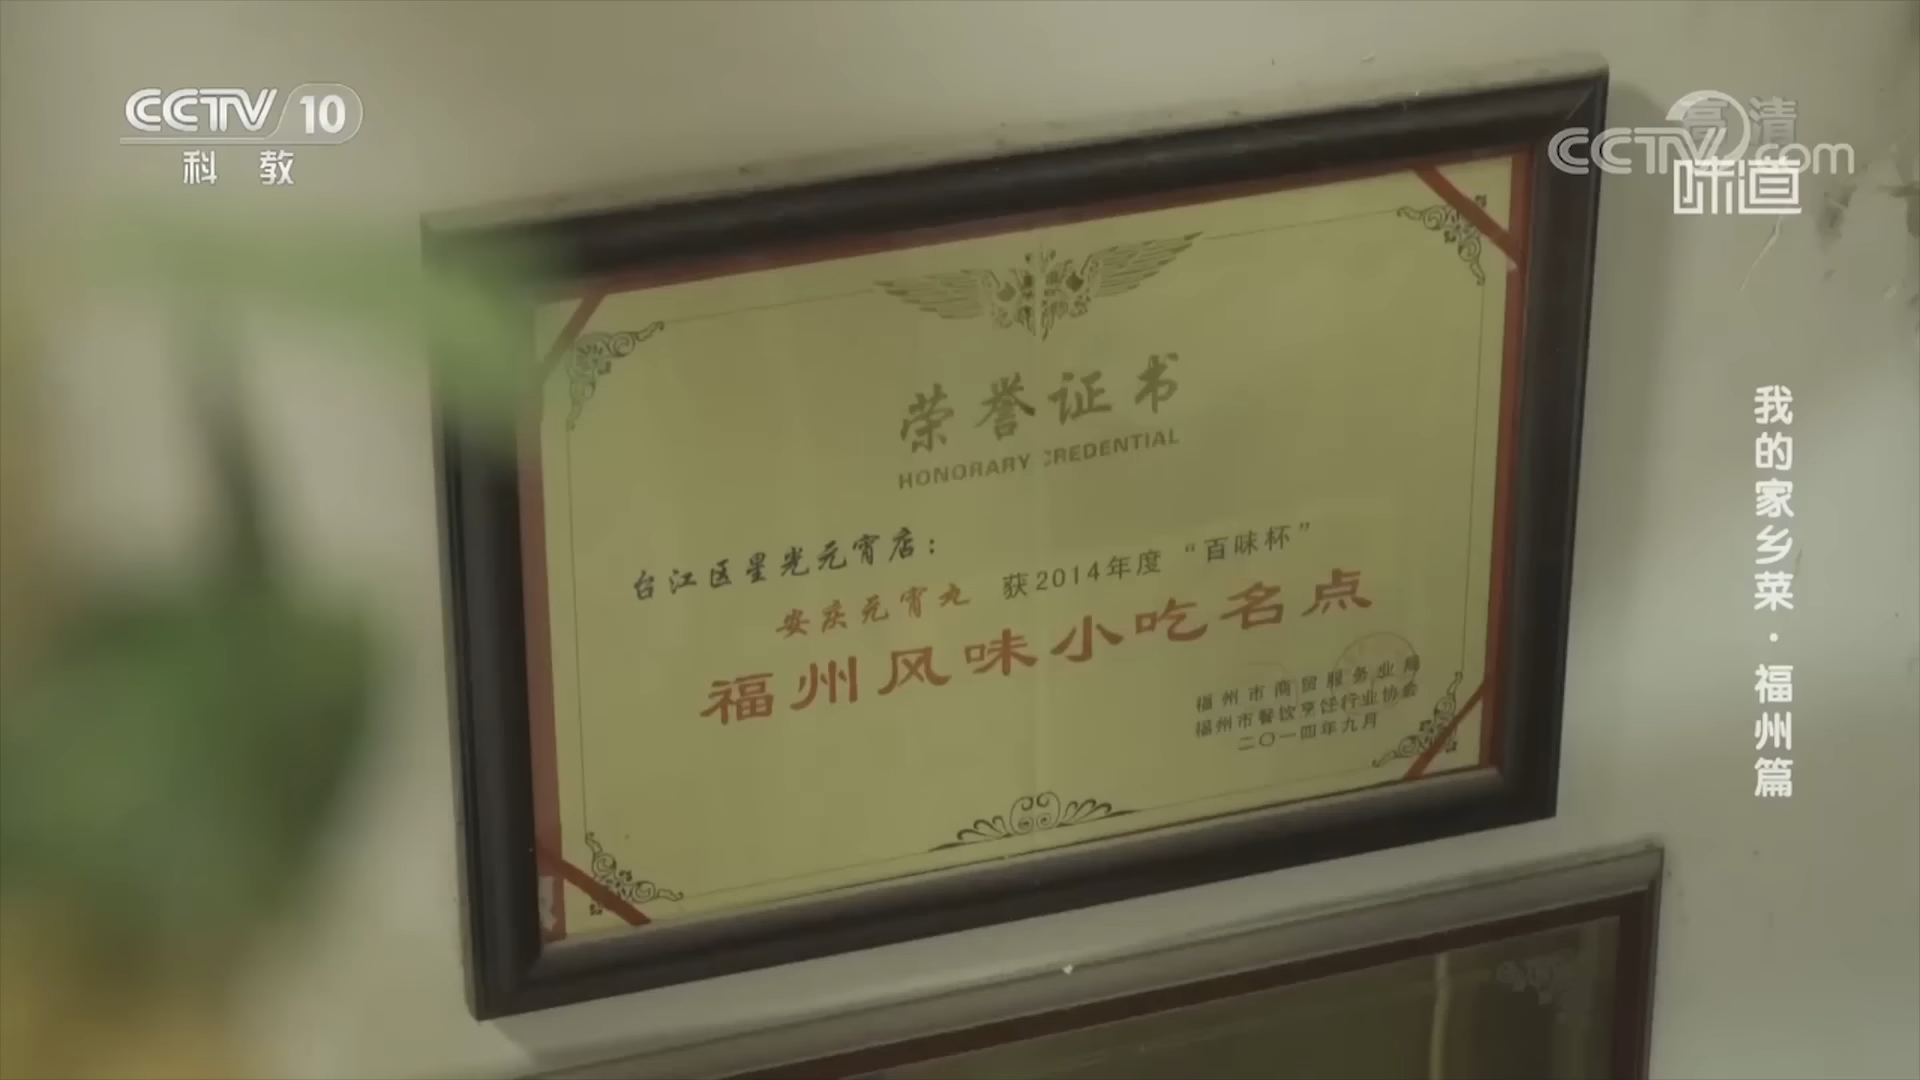 CCTV 10
科教
高清
CCTV.com
味道
我的家乡菜·福州篇
荣誉证书
HONORARY CREDENTIAL
台江区星光元宵店：
安庆元宵丸 获2014年度“百味杯”
福州风味小吃名点
福州市商贸服务业局
福州市餐饮烹饪行业协会
二〇一四年九月